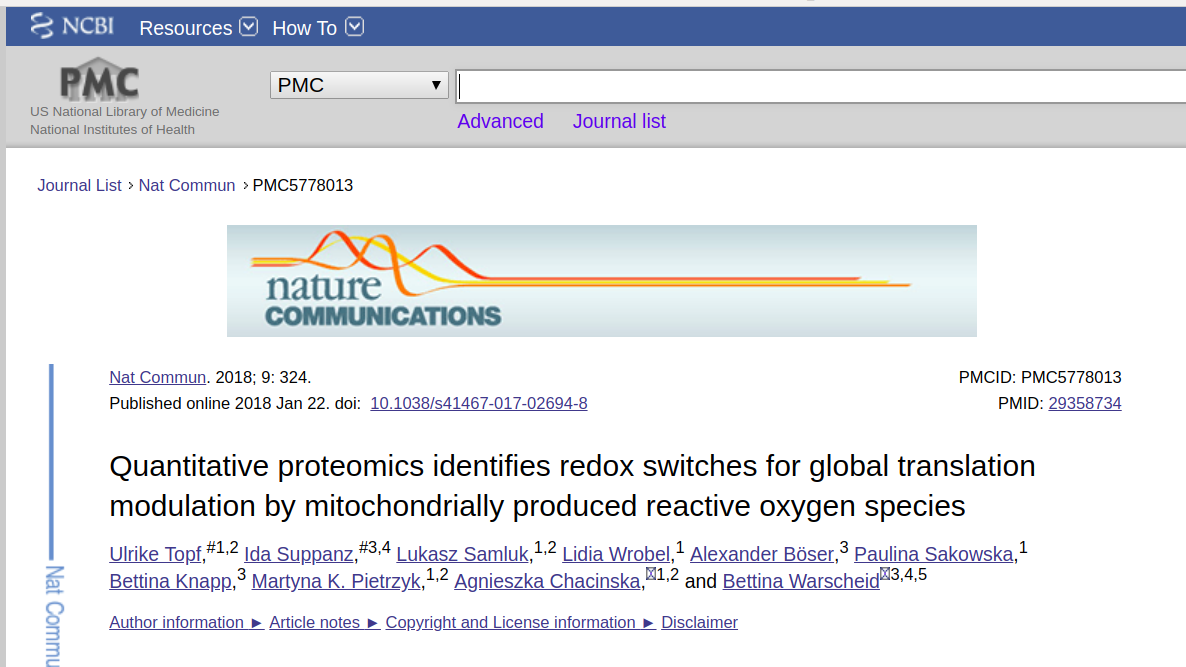 NCBI Resources How To
PMC
US National Library of Medicine
National Institutes of Health
PMC
Advanced Journal list
Journal List › Nat Commun › PMC5778013
nature
COMMUNICATIONS
Nat Commun. 2018; 9: 324.
Published online 2018 Jan 22. doi: 10.1038/s41467-017-02694-8
PMCID: PMC5778013
PMID: 29358734
Quantitative proteomics identifies redox switches for global translation
modulation by mitochondrially produced reactive oxygen species
Ulrike Topf,#1,2 Ida Suppanz,#3,4 Lukasz Samluk,1,2 Lidia Wrobel,1 Alexander Böser,3 Paulina Sakowska,1
Bettina Knapp,3 Martyna K. Pietrzyk,1,2 Agnieszka Chacinska,1,2 and Bettina Warscheid3,4,5
Author information ► Article notes ► Copyright and License information ► Disclaimer
Nat Commu